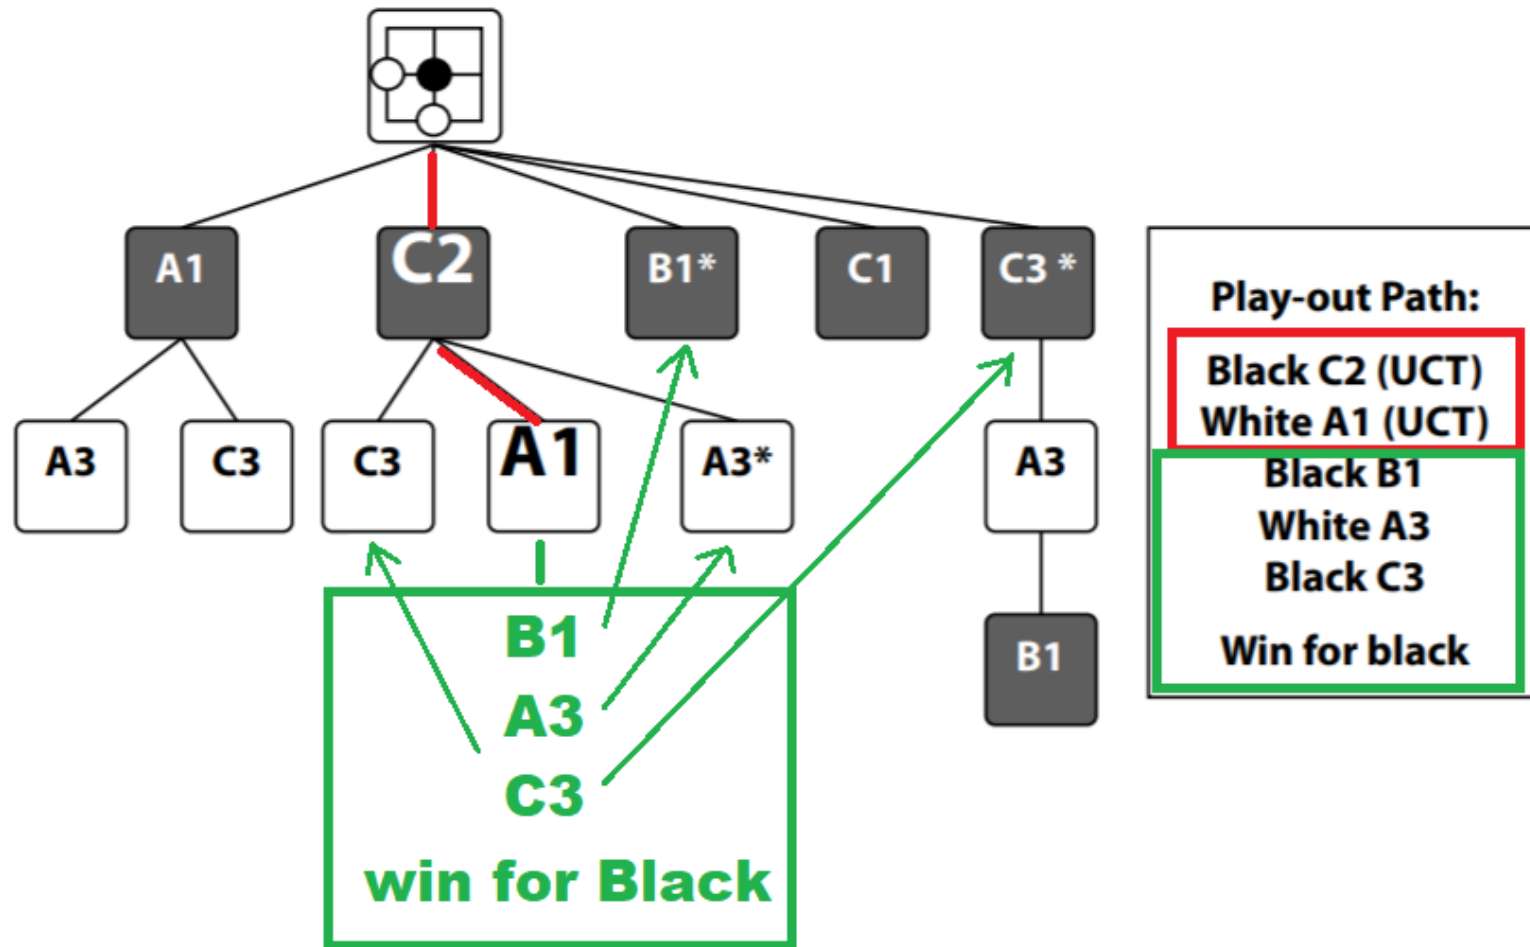 A1
C2
B1*
C1
C3 *
A3
C3
C3
A1
A3*
A3
B1
B1
A3
C3
win for Black
Play-out Path:
Black C2 (UCT)
White A1 (UCT)
Black B1
White A3
Black C3
Win for black